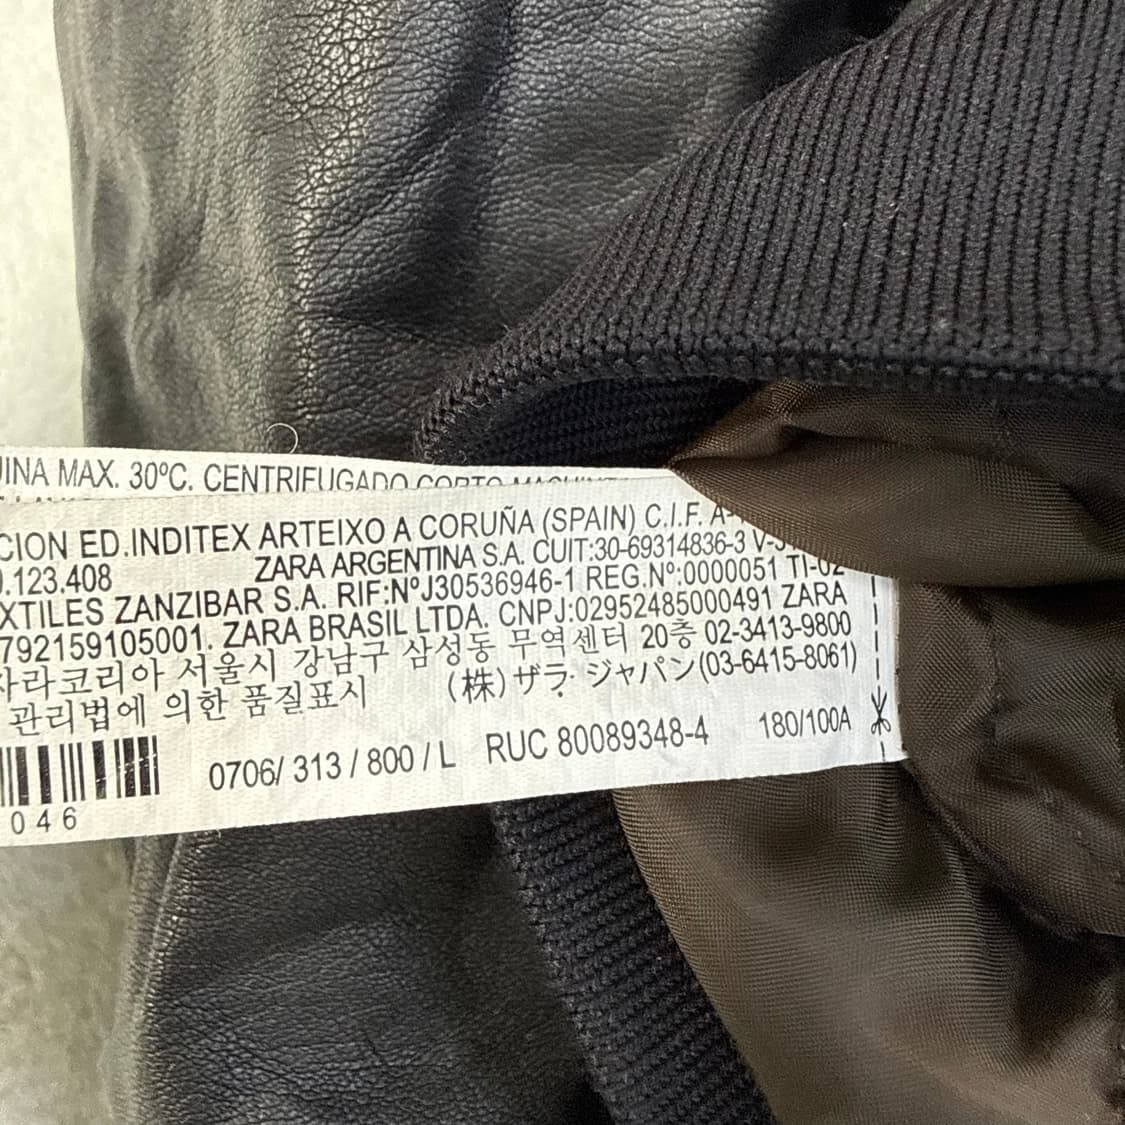 MAX. 30ºC. CENTRIFUGADO CORTO
CION ED.INDITEX ARTEIXO A CORUÑA (SPAIN) C.I.F.
.123.408 ZARA ARGENTINA S.A. CUIT:30-69314836-3
XTILES ZANZIBAR S.A. RIF:NºJ30536946-1 REG.Nº:0000051 TI-02
792159105001. ZARA BRASIL LTDA. CNPJ:02952485000491 ZARA
자라코리아 서울시 강남구 삼성동 무역센터 20층 02-3413-9800
관리법에 의한 품질표시 (株)ザラ・ジャパン(03-6415-8061)
0706/ 313 / 800 / L RUC 80089348-4 180/100A
046